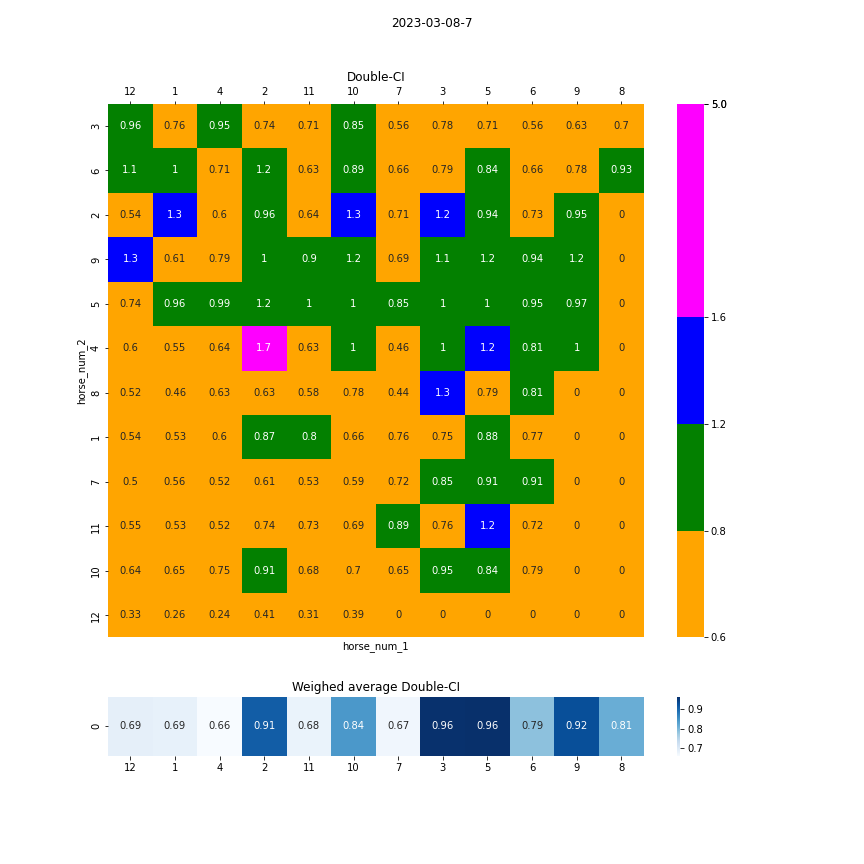 2023-03-08-7
Double-CI
12 1 4 2 11 10 7 3 5 6 9 8
5.0
3 0.96 0.76 0.95 0.74 0.71 0.85 0.56 0.78 0.71 0.56 0.63 0.7
6 1.1 1 0.71 1.2 0.63 0.89 0.66 0.79 0.84 0.66 0.78 0.93
2 0.54 1.3 0.6 0.96 0.64 1.3 0.71 1.2 0.94 0.73 0.95 0
9 1.3 0.61 0.79 1 0.9 1.2 0.69 1.1 1.2 0.94 1.2 0
5 0.74 0.96 0.99 1.2 1 1 0.85 1 1 0.95 0.97 0
1.6
horse_num_2
4 0.6 0.55 0.64 1.7 0.63 1 0.46 1 1.2 0.81 1 0
8 0.52 0.46 0.63 0.63 0.58 0.78 0.44 1.3 0.79 0.81 0 0
1.2
1 0.54 0.53 0.6 0.87 0.8 0.66 0.76 0.75 0.88 0.77 0 0
7 0.5 0.56 0.52 0.61 0.53 0.59 0.72 0.85 0.91 0.91 0 0
11 0.55 0.53 0.52 0.74 0.73 0.69 0.89 0.76 1.2 0.72 0 0
0.8
10 0.64 0.65 0.75 0.91 0.68 0.7 0.65 0.95 0.84 0.79 0 0
12 0.33 0.26 0.24 0.41 0.31 0.39 0 0 0 0 0 0
0.6
horse_num_1
Weighed average Double-CI
0 0.69 0.69 0.66 0.91 0.68 0.84 0.67 0.96 0.96 0.79 0.92 0.81
0.9
0.8
0.7
12 1 4 2 11 10 7 3 5 6 9 8